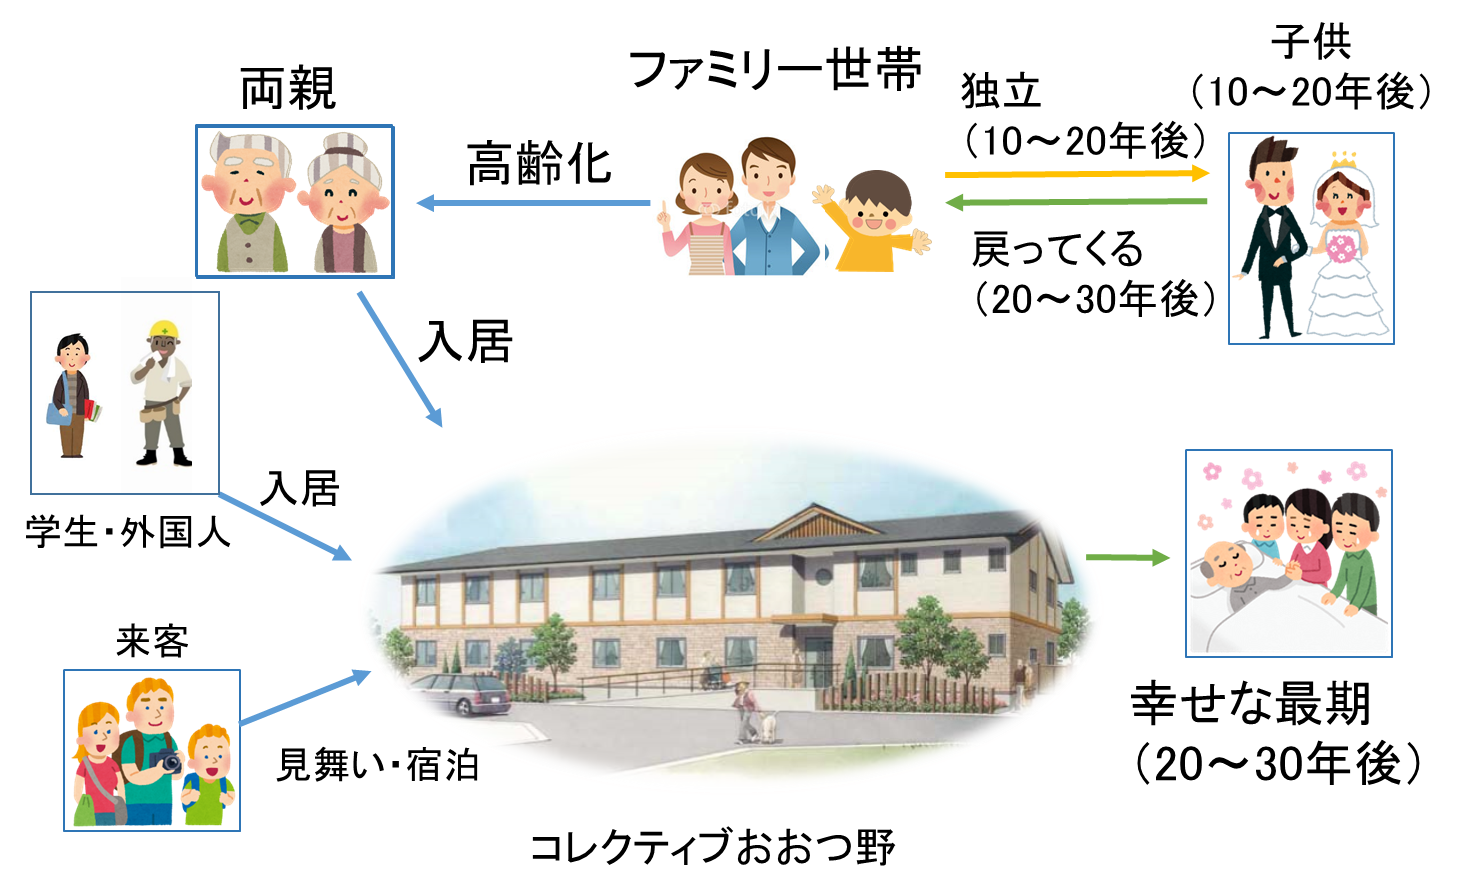 両親
ファミリー世帯
子供
（10～20年後）
高齢化
独立
（10～20年後）
戻ってくる
（20～30年後）
入居
入居
学生・外国人
来客
見舞い・宿泊
幸せな最期
（20～30年後）
コレクティブおおつ野